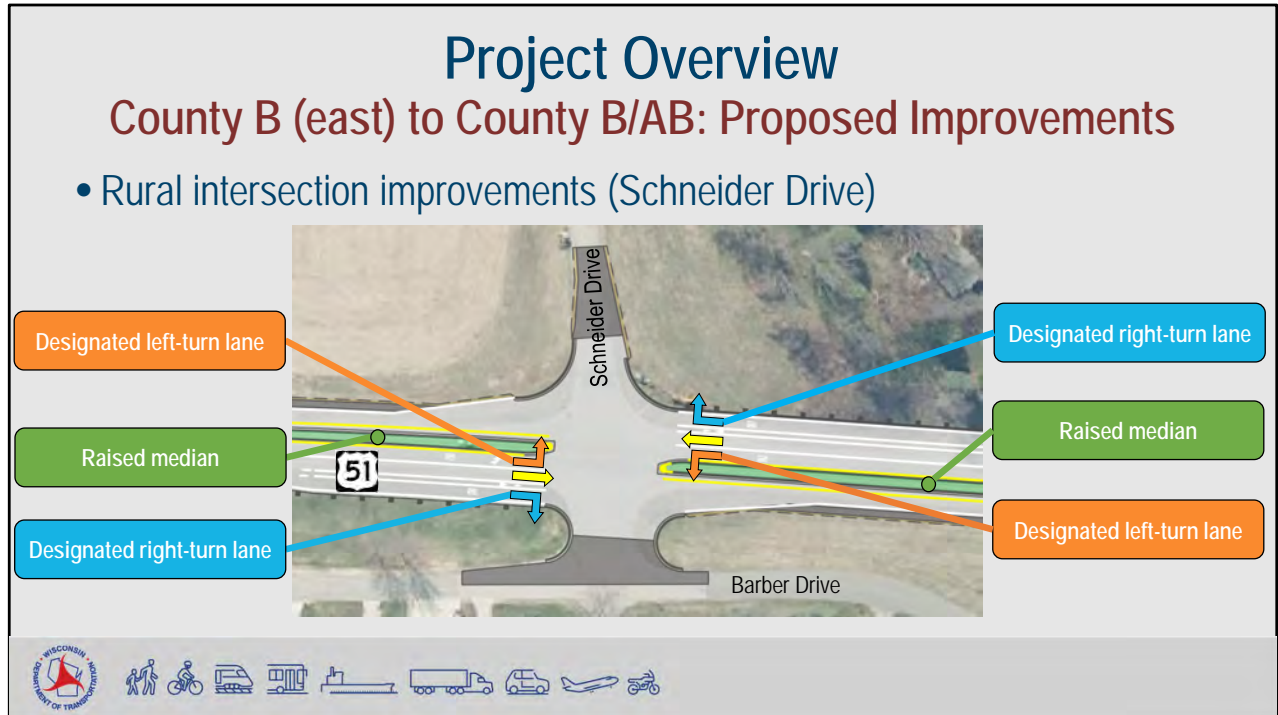 Project Overview
County B (east) to County B/AB: Proposed Improvements
• Rural intersection improvements (Schneider Drive)
Schneider Drive
Designated left-turn lane
Designated right-turn lane
Raised median
Raised median
51
Designated right-turn lane
Designated left-turn lane
Barber Drive
WISCONSIN
DEPARTMENT OF TRANSPORTATION